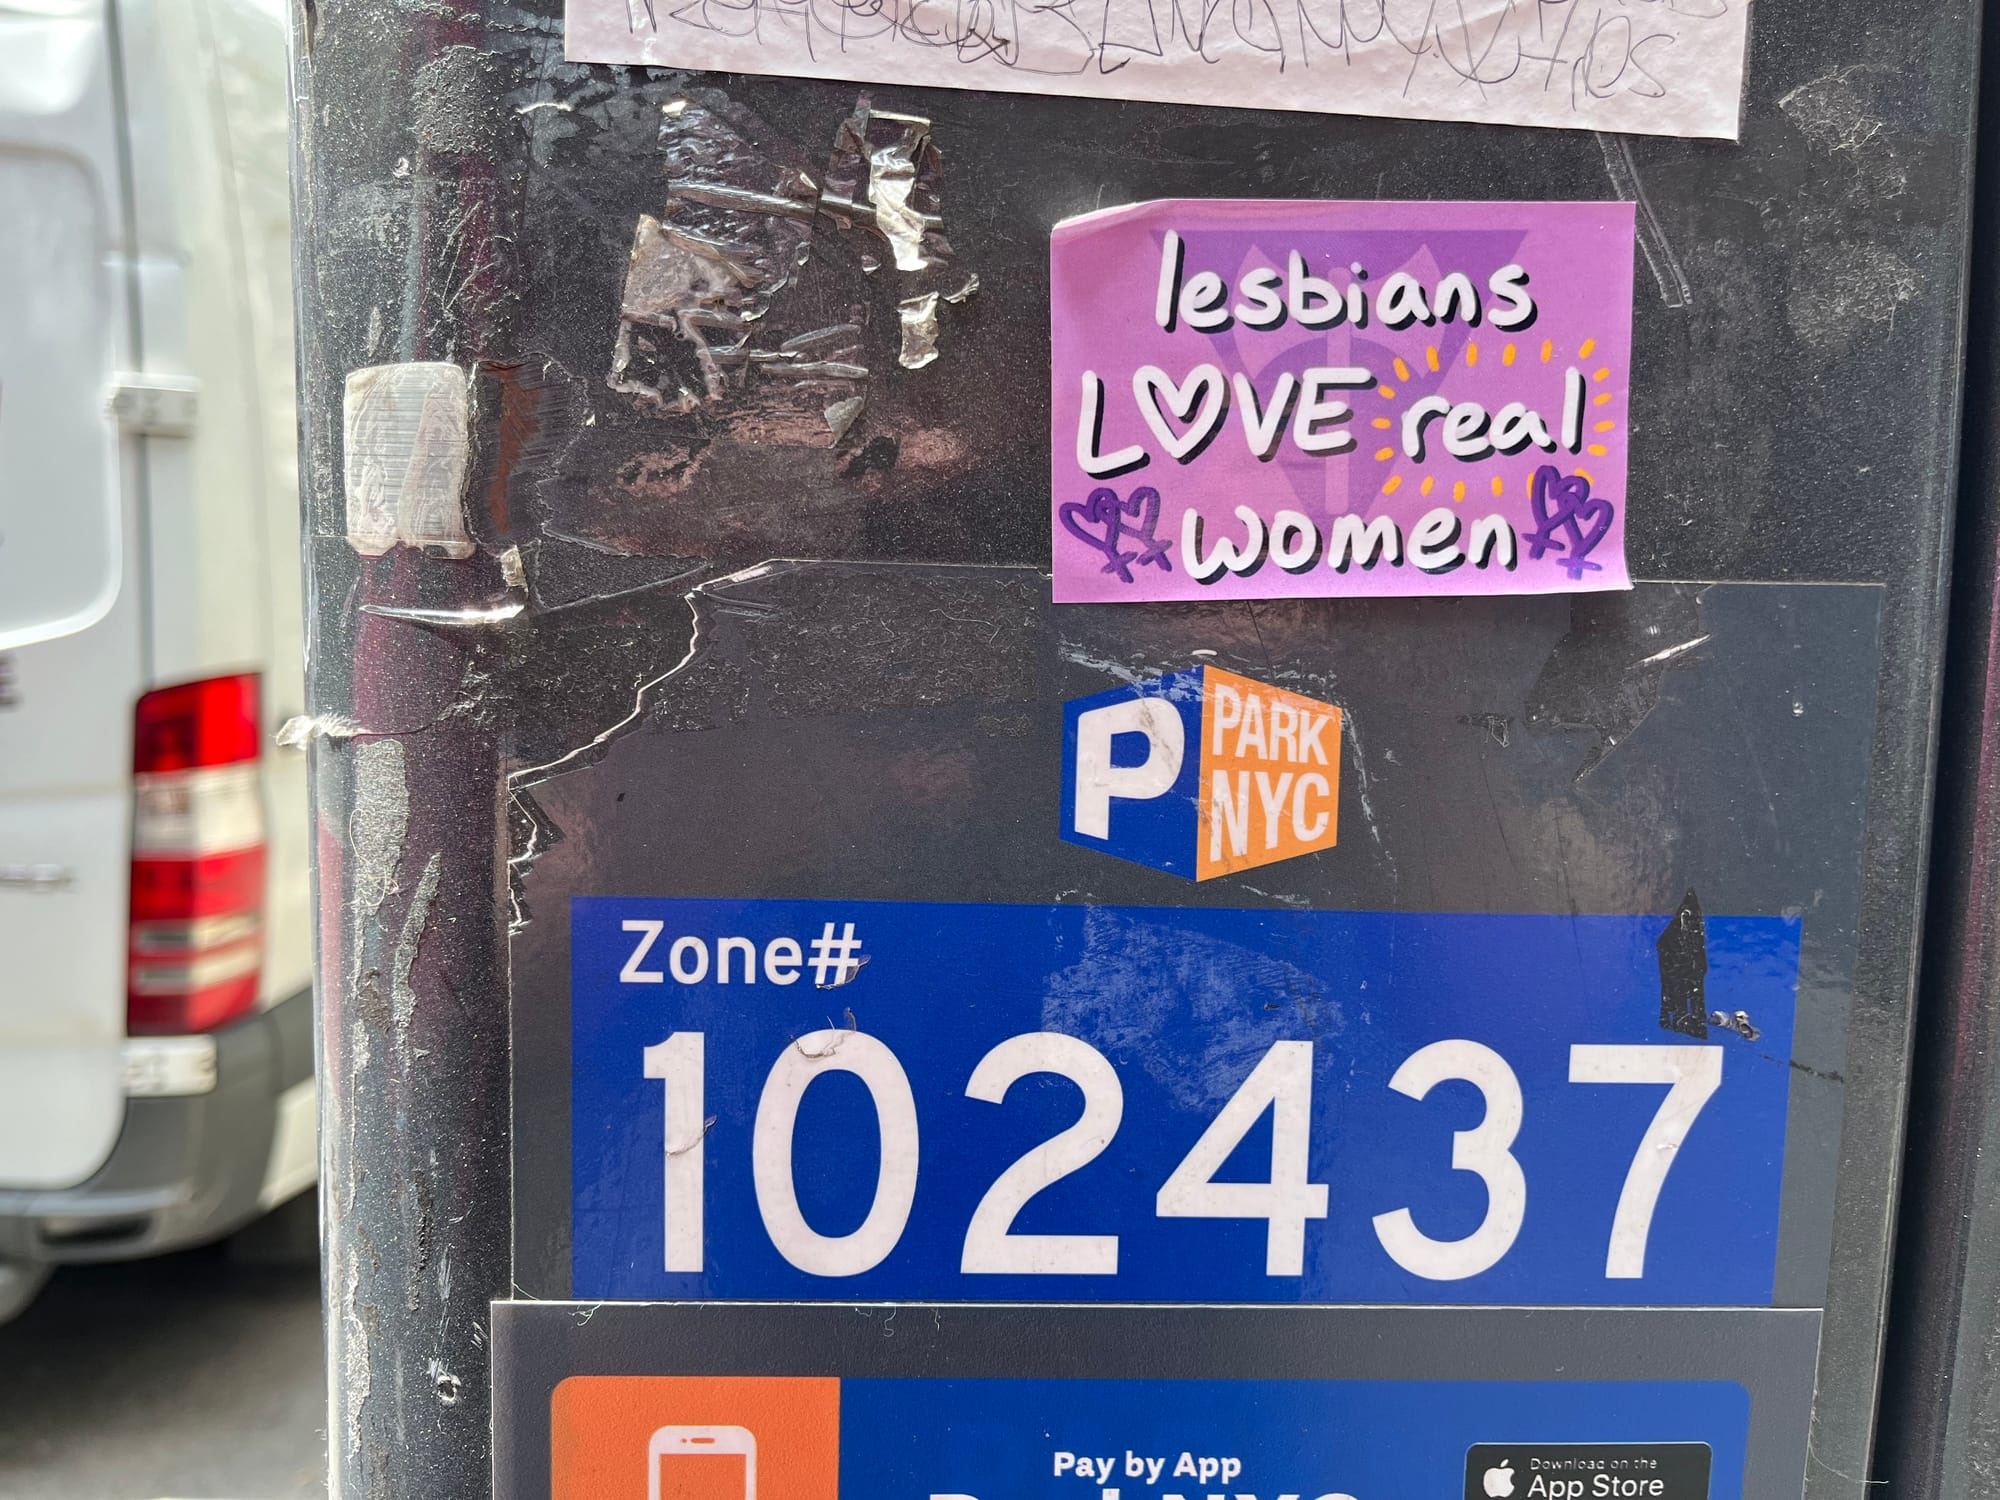 lesbians
LOVE real
women
P PARK
NYC
Zone#
102437
Pay by App
Download on the
App Store